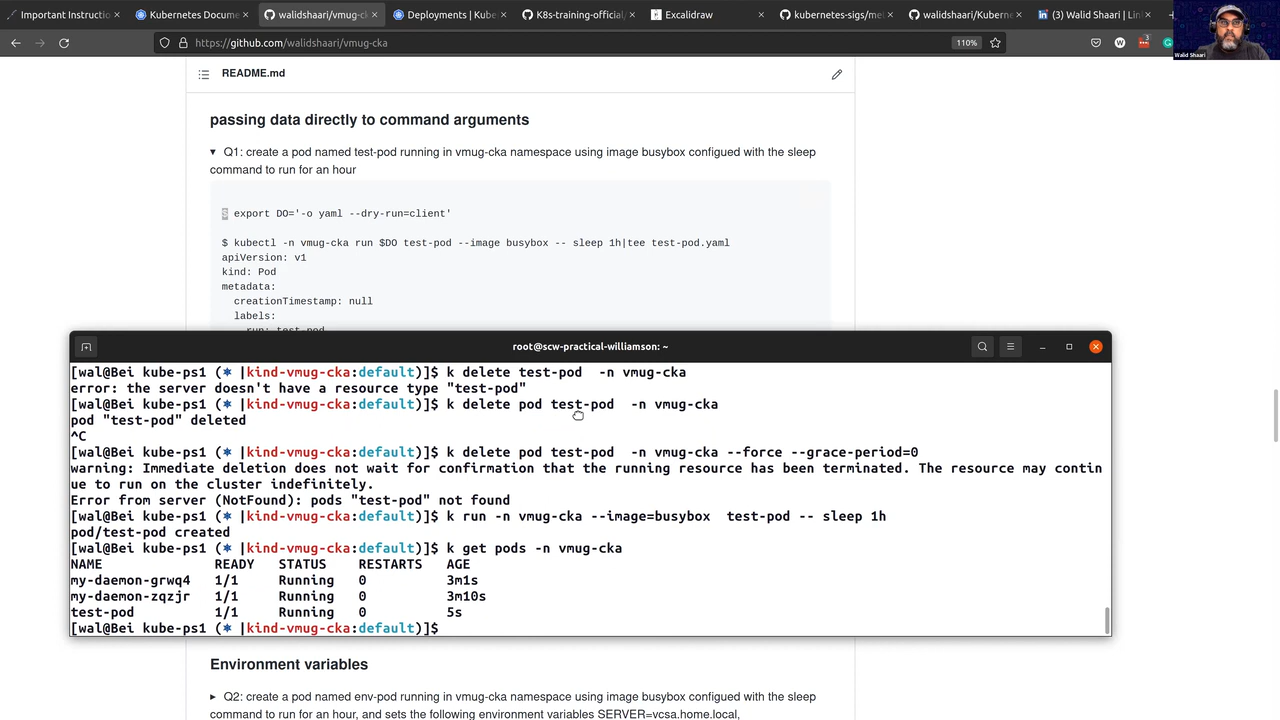 Important Instructio
Kubernetes Docume
walidshaari/vmug-ck
Deployments | Kube
K8s-training-official/
Excalidraw
kubernetes-sigs/me
walidshaari/Kuberne
(3) Walid Shaari | Lin
https://github.com/walidshaari/vmug-cka
110%
Walid Shaari
README.md
passing data directly to command arguments
Q1: create a pod named test-pod running in vmug-cka namespace using image busybox configued with the sleep
command to run for an hour
$ export DO='-o yaml --dry-run=client'
$ kubectl -n vmug-cka run $DO test-pod --image busybox -- sleep 1h|tee test-pod.yaml
apiVersion: v1
kind: Pod
metadata:
creationTimestamp: null
labels:
run: test-pod
root@scw-practical-williamson: ~
[wal@Bei kube-ps1 (⎈ |kind-vmug-cka:default)]$ k delete test-pod  -n vmug-cka
error: the server doesn't have a resource type "test-pod"
[wal@Bei kube-ps1 (⎈ |kind-vmug-cka:default)]$ k delete pod test-pod  -n vmug-cka
pod "test-pod" deleted
^C
[wal@Bei kube-ps1 (⎈ |kind-vmug-cka:default)]$ k delete pod test-pod  -n vmug-cka --force --grace-period=0
warning: Immediate deletion does not wait for confirmation that the running resource has been terminated. The resource may contin
ue to run on the cluster indefinitely.
Error from server (NotFound): pods "test-pod" not found
[wal@Bei kube-ps1 (⎈ |kind-vmug-cka:default)]$ k run -n vmug-cka --image=busybox  test-pod -- sleep 1h
pod/test-pod created
[wal@Bei kube-ps1 (⎈ |kind-vmug-cka:default)]$ k get pods -n vmug-cka
NAME READY STATUS RESTARTS AGE
my-daemon-grwq4 1/1 Running 0 3m1s
my-daemon-zqzjr 1/1 Running 0 3m10s
test-pod 1/1 Running 0 5s
[wal@Bei kube-ps1 (⎈ |kind-vmug-cka:default)]$
Environment variables
Q2: create a pod named env-pod running in vmug-cka namespace using image busybox configued with the sleep
command to run for an hour, and sets the following environment variables SERVER=vcsa.home.local,